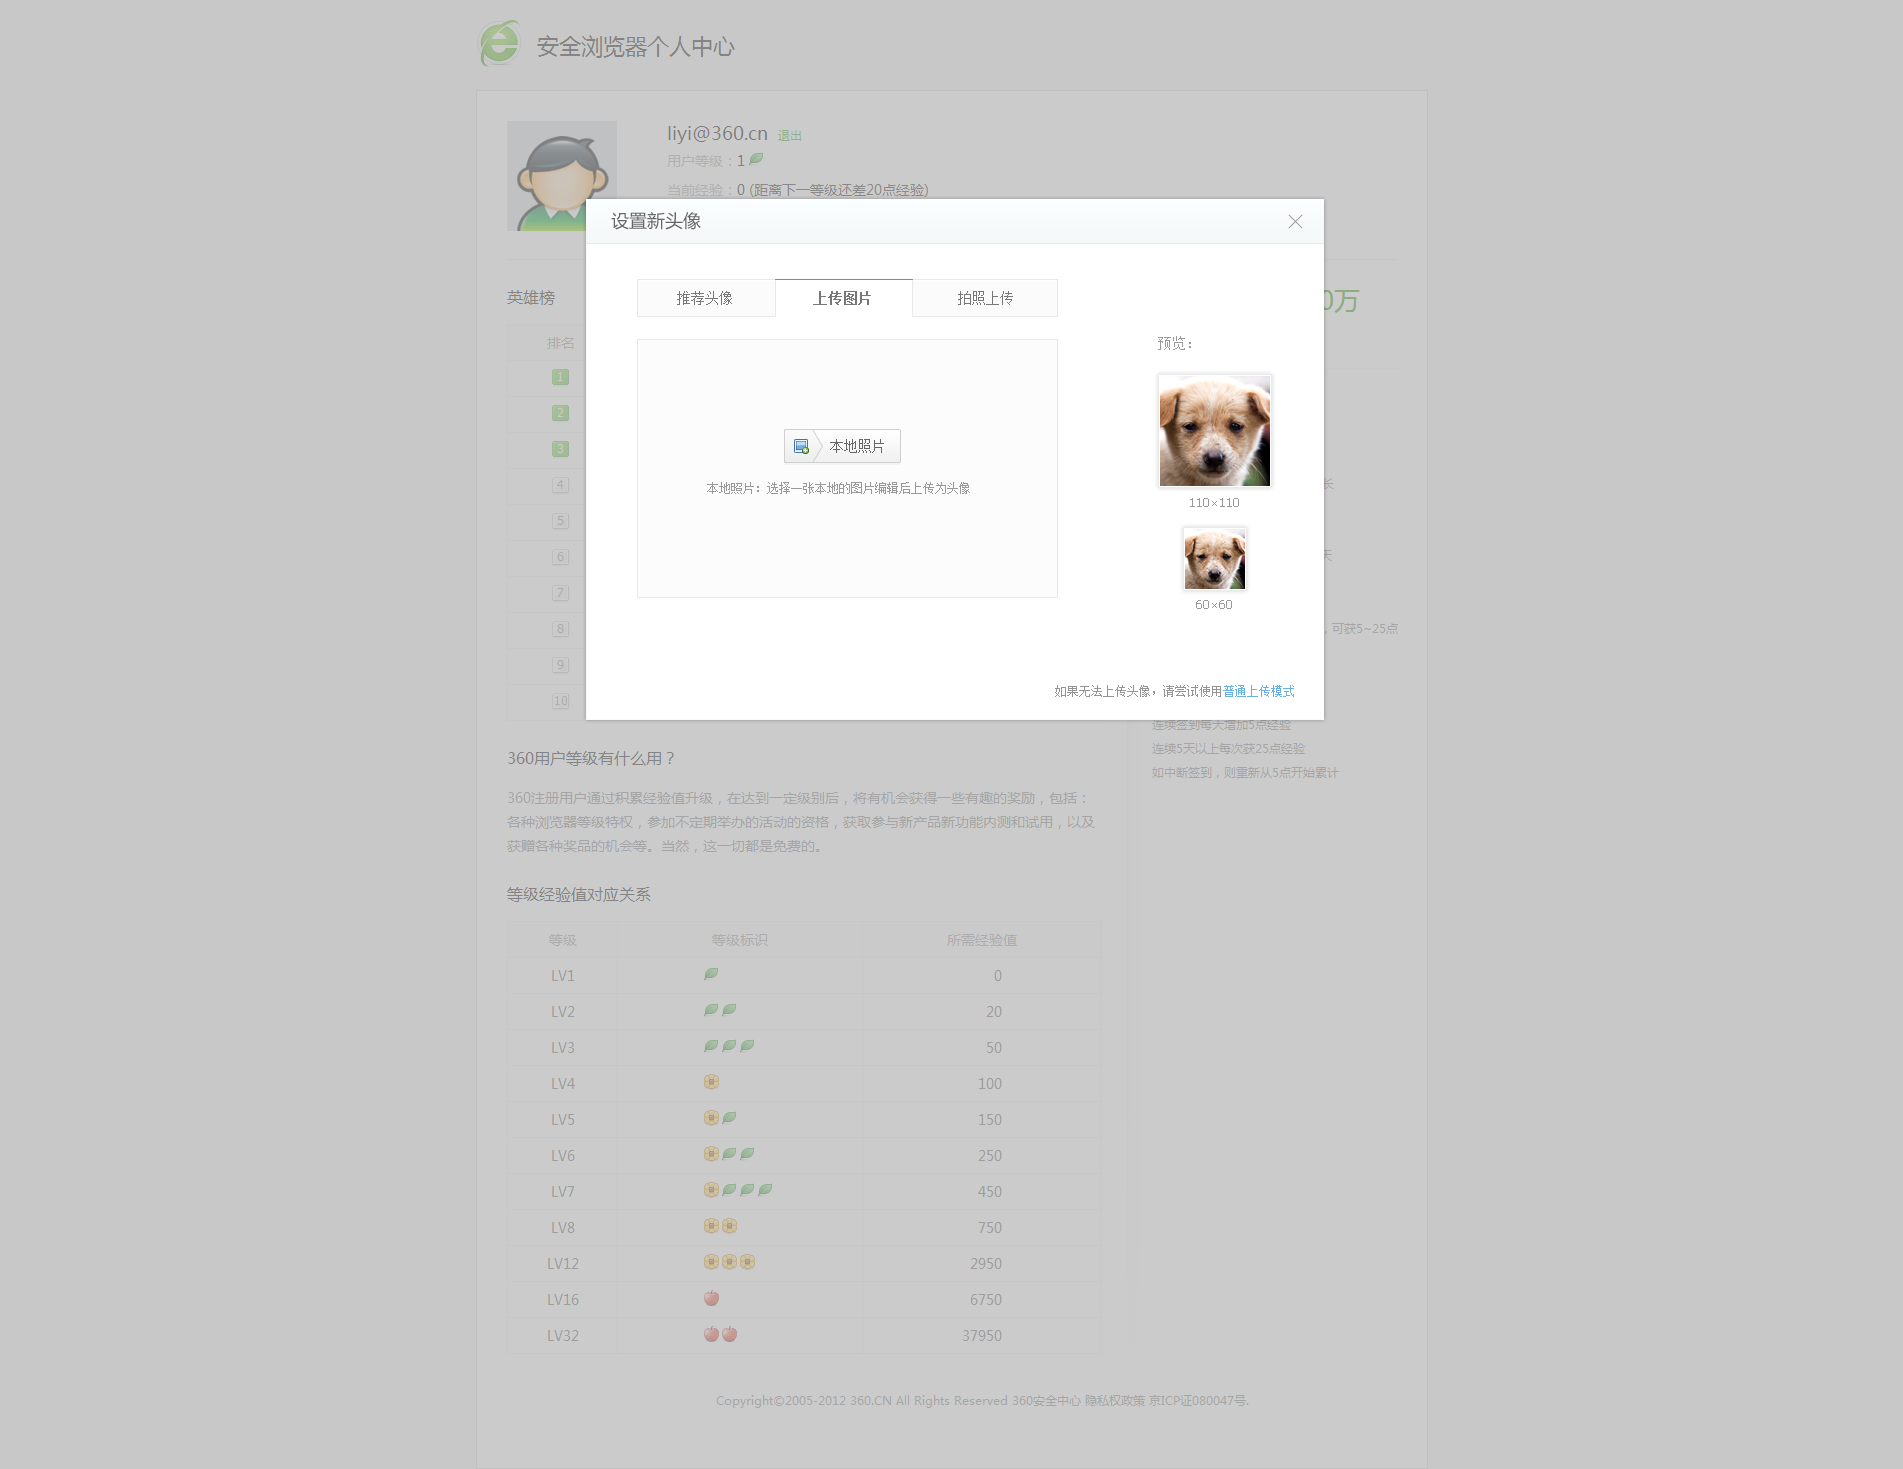 安全浏览器个人中心
liyi@360.cn 退出
用户等级：1
当前经验：0 (距离下一等级还差20点经验)
设置新头像
推荐头像 上传图片 拍照上传
预览：
本地照片
本地照片：选择一张本地的图片编辑后上传为头像
110×110
60×60
如果无法上传头像，请尝试使用普通上传模式
英雄榜
0万
排名
1
2
3
4
长
5
6
天
7
8
，可获5~25点
9
10
连续签到每天增加5点经验
连续5天以上每次获25点经验
如中断签到，则重新从5点开始累计
360用户等级有什么用？
360注册用户通过积累经验值升级，在达到一定级别后，将有机会获得一些有趣的奖励，包括：
各种浏览器等级特权，参加不定期举办的活动的资格，获取参与新产品新功能内测和试用，以及
获赠各种奖品的机会等。当然，这一切都是免费的。
等级经验值对应关系
等级 等级标识 所需经验值
LV1 0
LV2 20
LV3 50
LV4 100
LV5 150
LV6 250
LV7 450
LV8 750
LV12 2950
LV16 6750
LV32 37950
Copyright©2005-2012 360.CN All Rights Reserved 360安全中心 隐私权政策 京ICP证080047号.